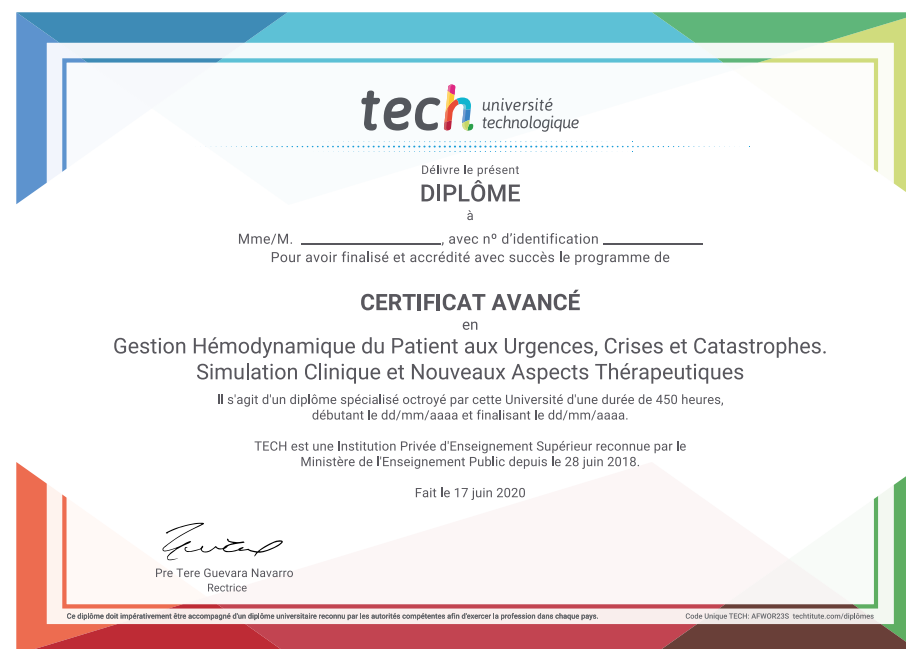 tech université
technologique
Délivre le présent
DIPLÔME
à
Mme/M. ____________________, avec nº d'identification ______________
Pour avoir finalisé et accrédité avec succès le programme de
CERTIFICAT AVANCÉ
en
Gestion Hémodynamique du Patient aux Urgences, Crises et Catastrophes.
Simulation Clinique et Nouveaux Aspects Thérapeutiques
Il s'agit d'un diplôme spécialisé octroyé par cette Université d'une durée de 450 heures,
débutant le dd/mm/aaaa et finalisant le dd/mm/aaaa.
TECH est une Institution Privée d'Enseignement Supérieur reconnue par le
Ministère de l'Enseignement Public depuis le 28 juin 2018.
Fait le 17 juin 2020
Pre Tere Guevara Navarro
Rectrice
Ce diplôme doit impérativement être accompagné d'un diplôme universitaire reconnu par les autorités compétentes afin d'exercer la profession dans chaque pays.
Code Unique TECH: AFWOR23S techtitute.com/diplômes